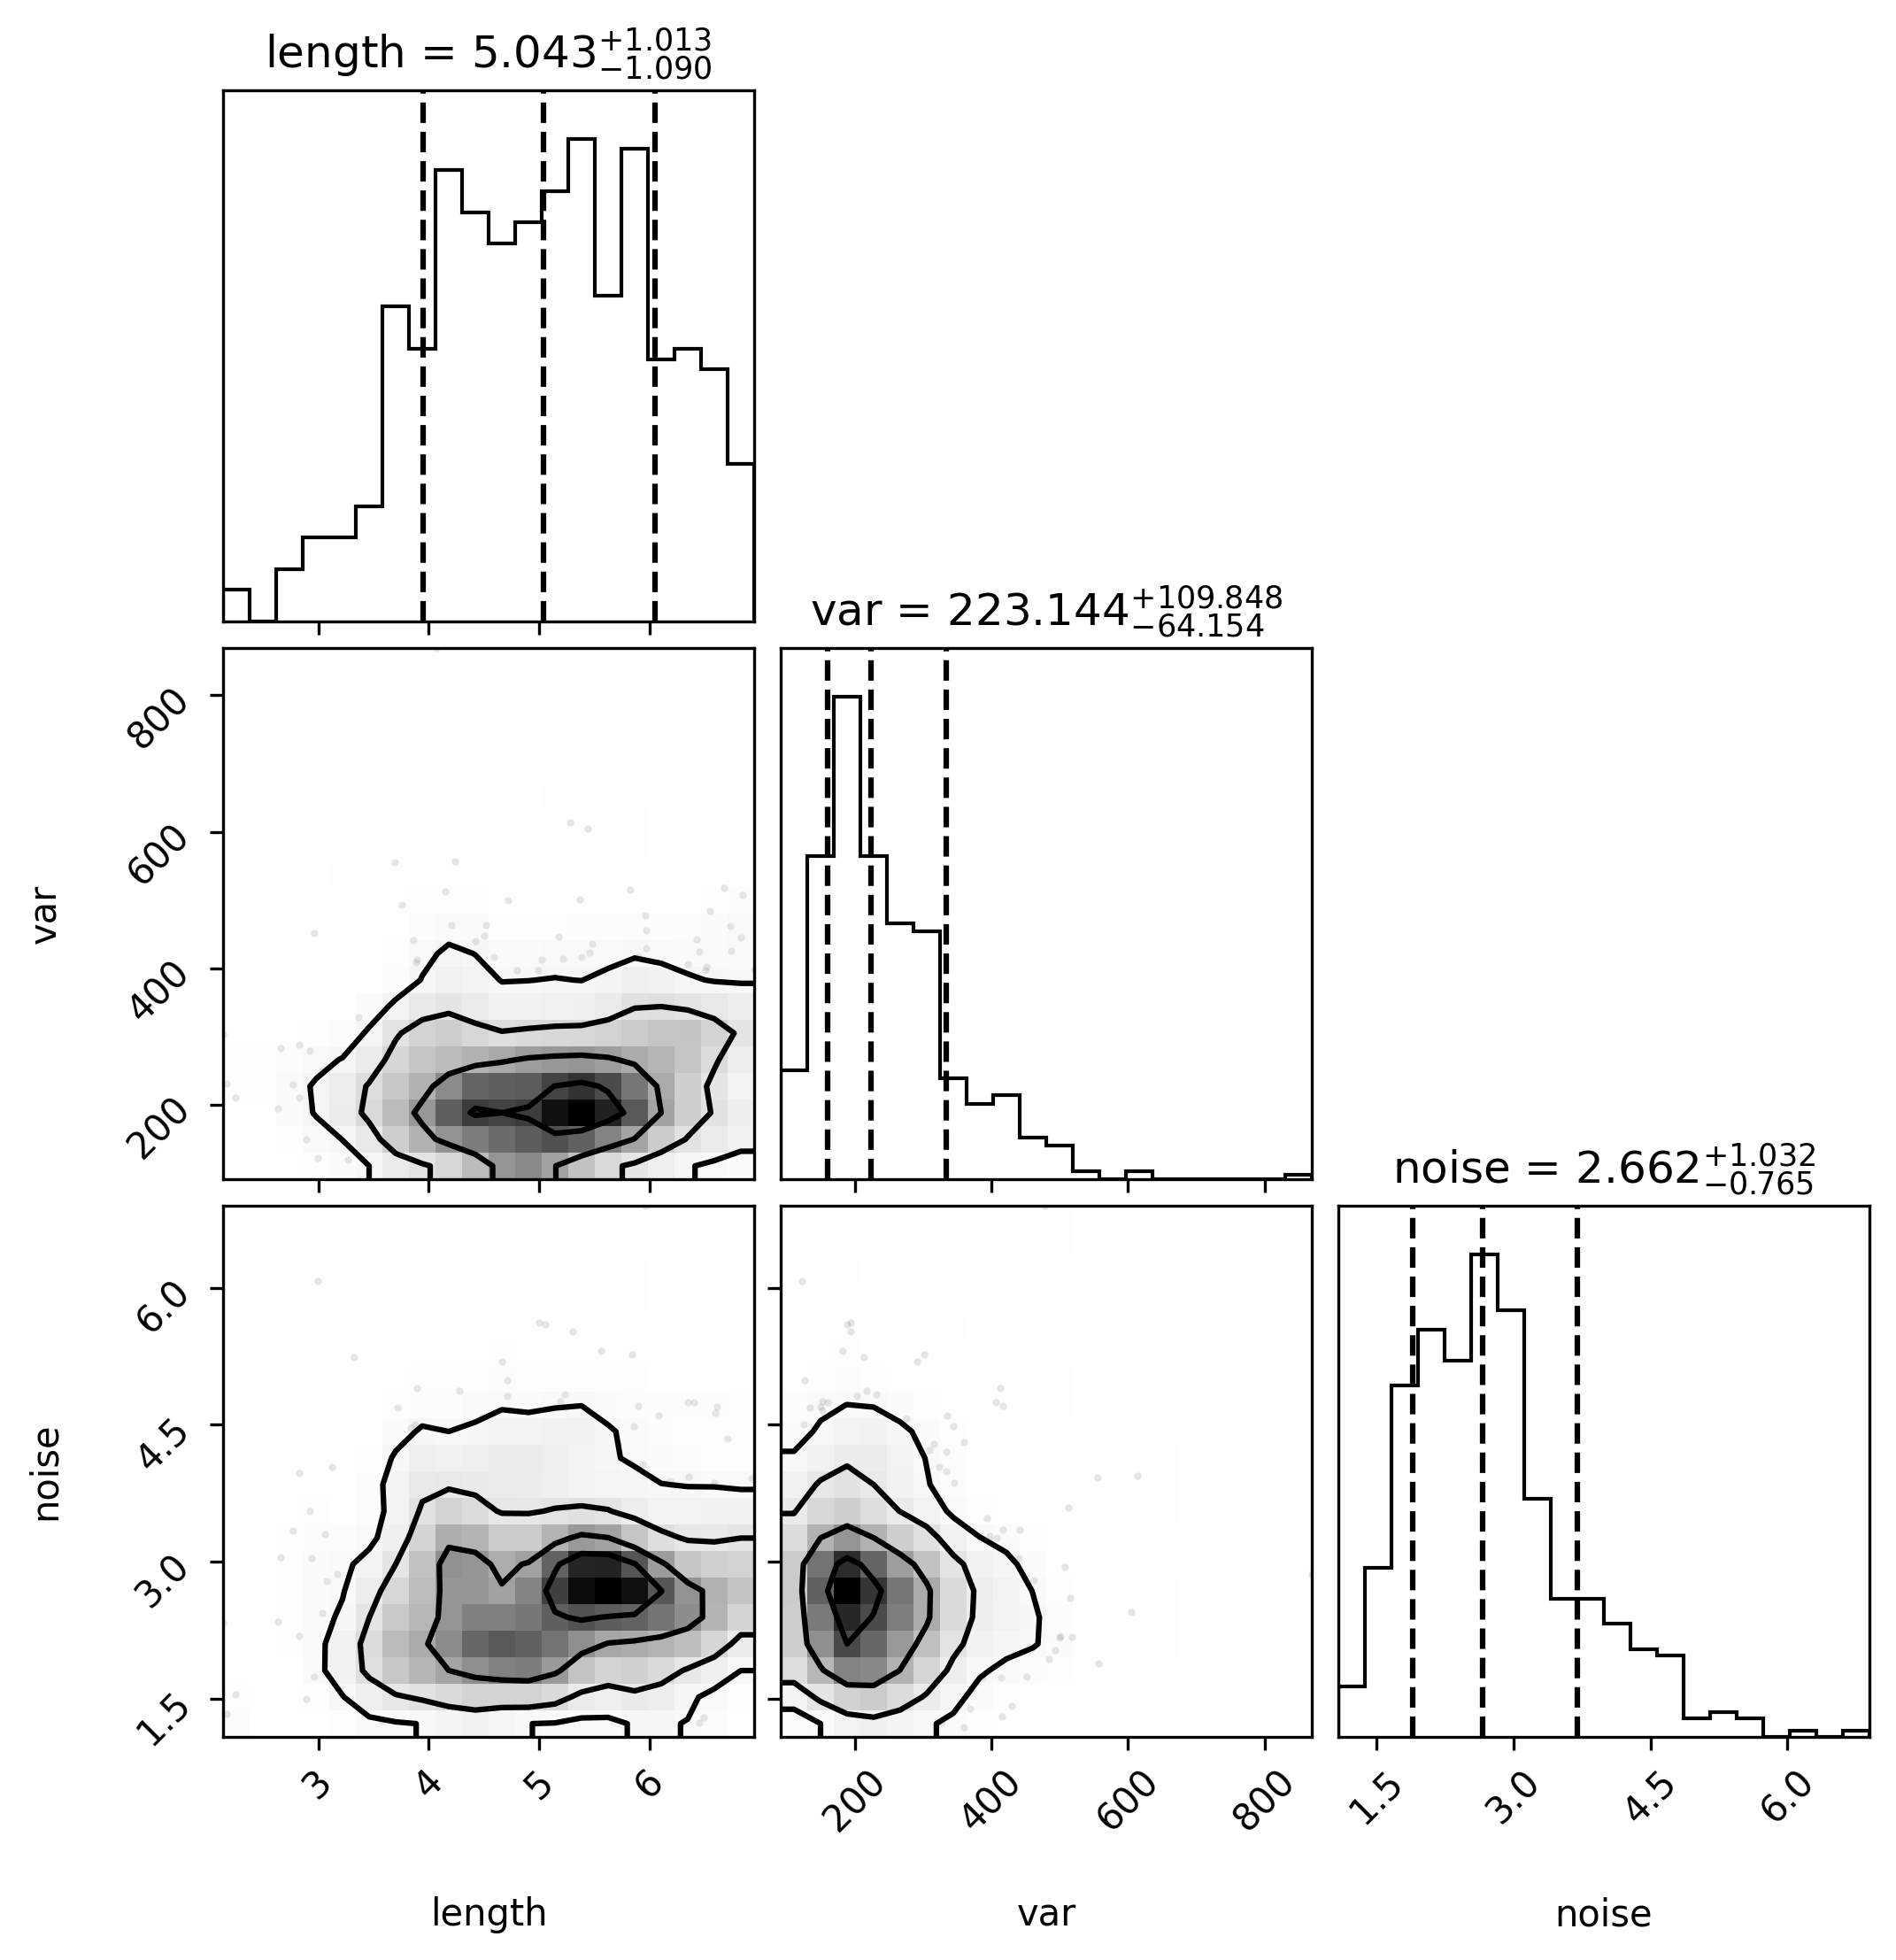 length = 5.043 +1.013 −1.090
var = 223.144 +109.848 −64.154
800
600
400
200
var
noise = 2.662 +1.032 −0.765
6.0
4.5
3.0
1.5
noise
3 4 5 6
200 400 600 800
1.5 3.0 4.5 6.0
length
var
noise